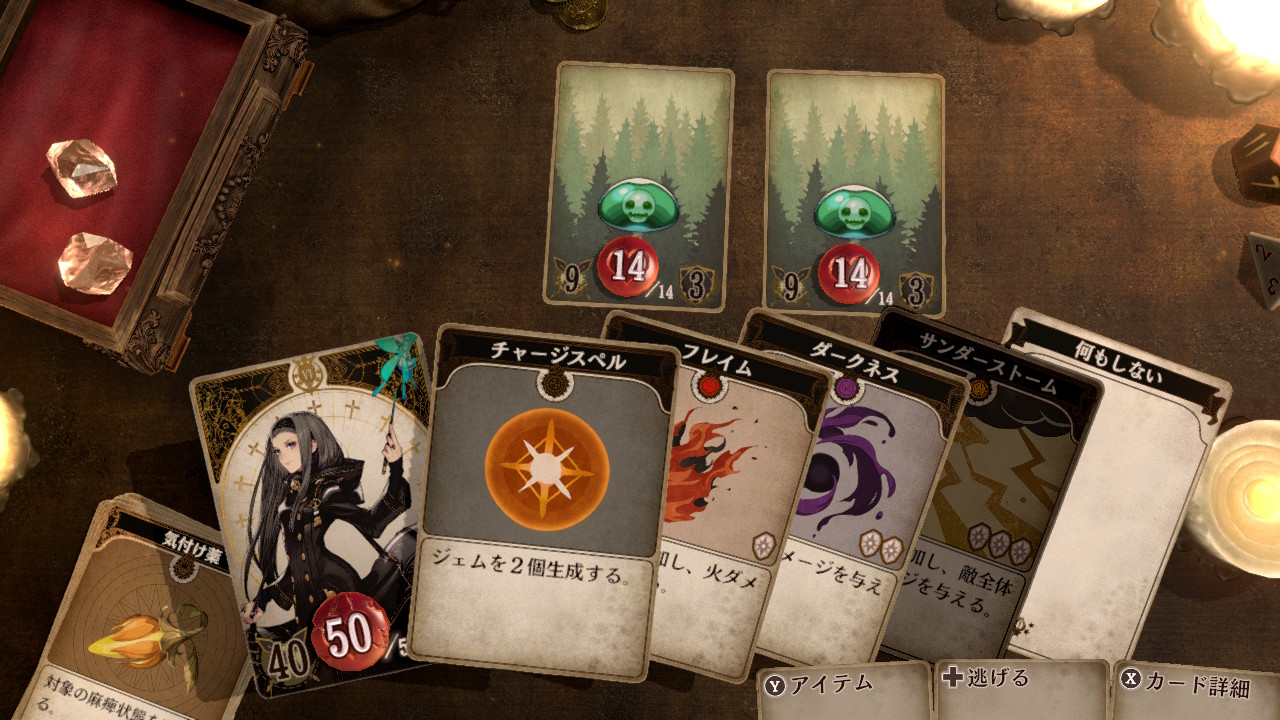 9
14/14
3
9
14/14
3
チャージスペル
ジェムを２個生成する。
フレイム
加し、火ダメ
。
ダークネス
メージを与え
サンダーストーム
加し、敵全体
ジを与える。
何もしない
40
50/5
気付け薬
対象の麻痺状態を
る。
Y アイテム
逃げる
X カード詳細